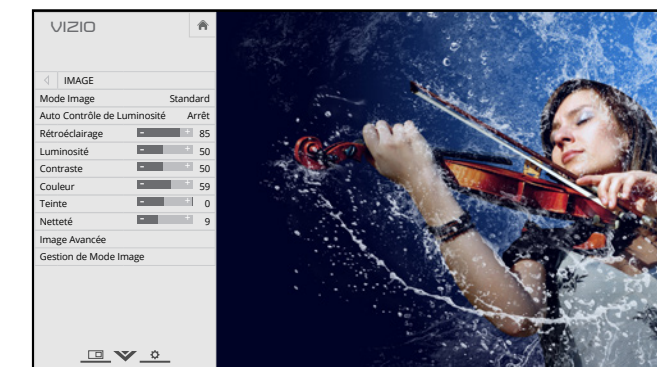 VIZIO
IMAGE
Mode Image Standard
Auto Contrôle de Luminosité Arrêt
Rétroéclairage - + 85
Luminosité - + 50
Contraste - + 50
Couleur - + 59
Teinte - + 0
Netteté - + 9
Image Avancée
Gestion de Mode Image